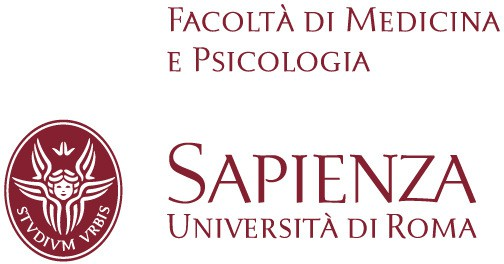 Facoltà di Medicina
e Psicologia
Sapienza
Università di Roma
STVDIVM VRBIS